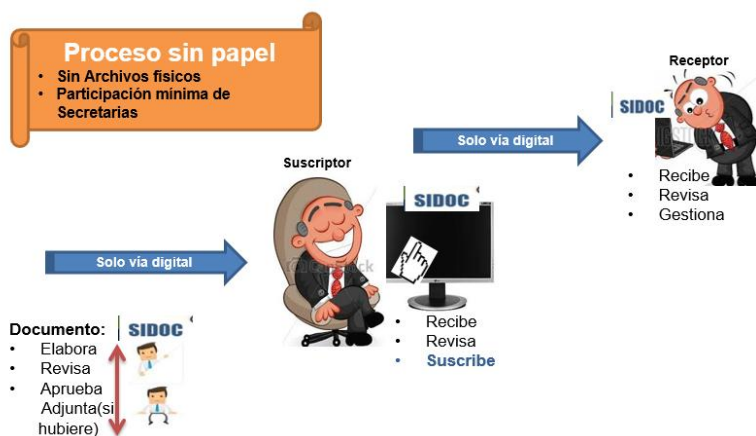 Proceso sin papel
• Sin Archivos físicos
• Participación mínima de
Secretarias
Receptor
SIDOC
Solo vía digital
• Recibe
• Revisa
• Gestiona
Suscriptor
SIDOC
Solo vía digital
• Recibe
• Revisa
• Suscribe
Documento:
SIDOC
• Elabora
• Revisa
• Aprueba
Adjunta(si
hubiere)